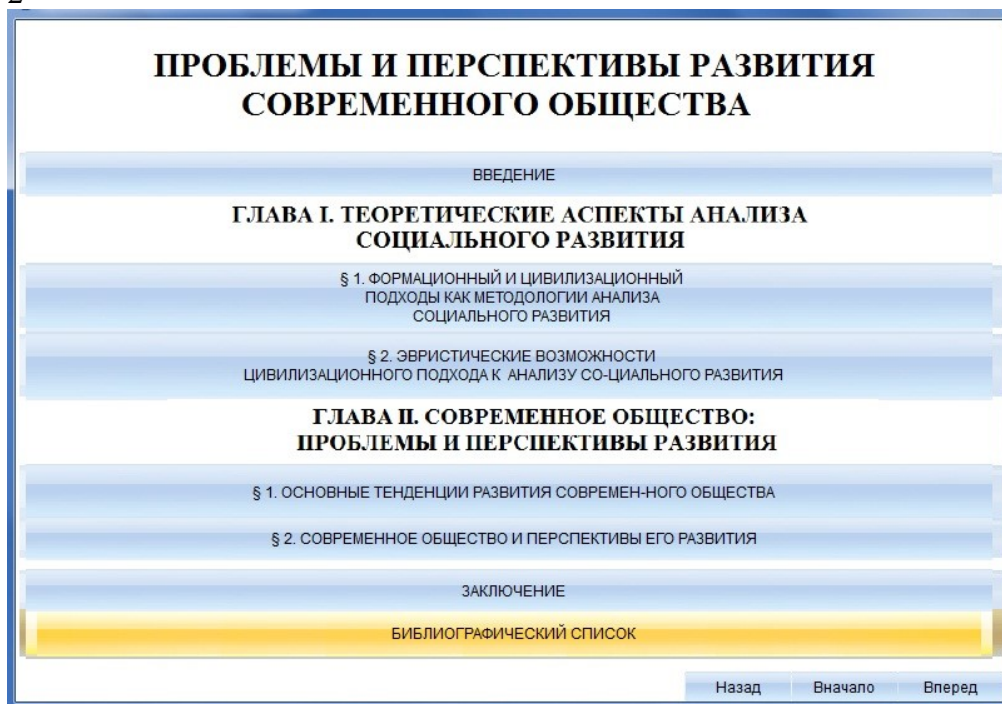 2
ПРОБЛЕМЫ И ПЕРСПЕКТИВЫ РАЗВИТИЯ
СОВРЕМЕННОГО ОБЩЕСТВА
ВВЕДЕНИЕ
ГЛАВА I. ТЕОРЕТИЧЕСКИЕ АСПЕКТЫ АНАЛИЗА
СОЦИАЛЬНОГО РАЗВИТИЯ
§ 1. ФОРМАЦИОННЫЙ И ЦИВИЛИЗАЦИОННЫЙ
ПОДХОДЫ КАК МЕТОДОЛОГИИ АНАЛИЗА
СОЦИАЛЬНОГО РАЗВИТИЯ
§ 2. ЭВРИСТИЧЕСКИЕ ВОЗМОЖНОСТИ
ЦИВИЛИЗАЦИОННОГО ПОДХОДА К АНАЛИЗУ СО-ЦИАЛЬНОГО РАЗВИТИЯ
ГЛАВА II. СОВРЕМЕННОЕ ОБЩЕСТВО:
ПРОБЛЕМЫ И ПЕРСПЕКТИВЫ РАЗВИТИЯ
§ 1. ОСНОВНЫЕ ТЕНДЕНЦИИ РАЗВИТИЯ СОВРЕМЕН-НОГО ОБЩЕСТВА
§ 2. СОВРЕМЕННОЕ ОБЩЕСТВО И ПЕРСПЕКТИВЫ ЕГО РАЗВИТИЯ
ЗАКЛЮЧЕНИЕ
БИБЛИОГРАФИЧЕСКИЙ СПИСОК
Назад Вначало Вперед